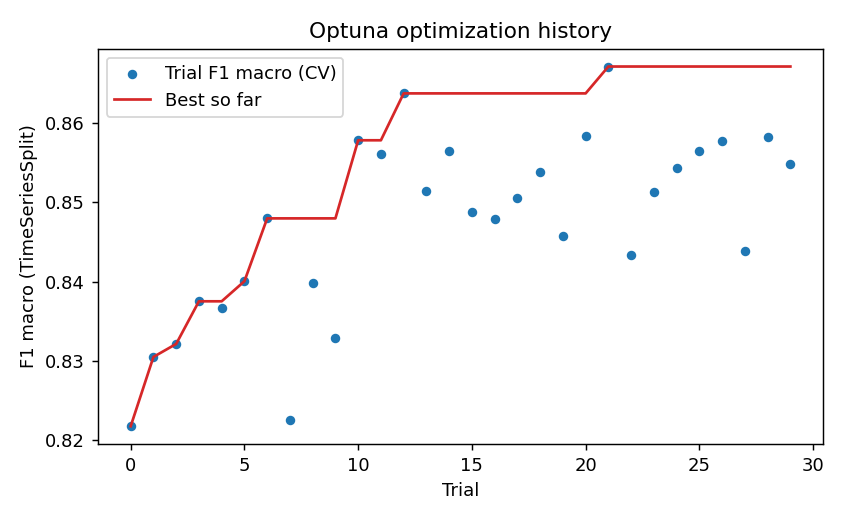 Optuna optimization history
Trial F1 macro (CV)
Best so far
F1 macro (TimeSeriesSplit)
0.86
0.85
0.84
0.83
0.82
0 5 10 15 20 25 30
Trial